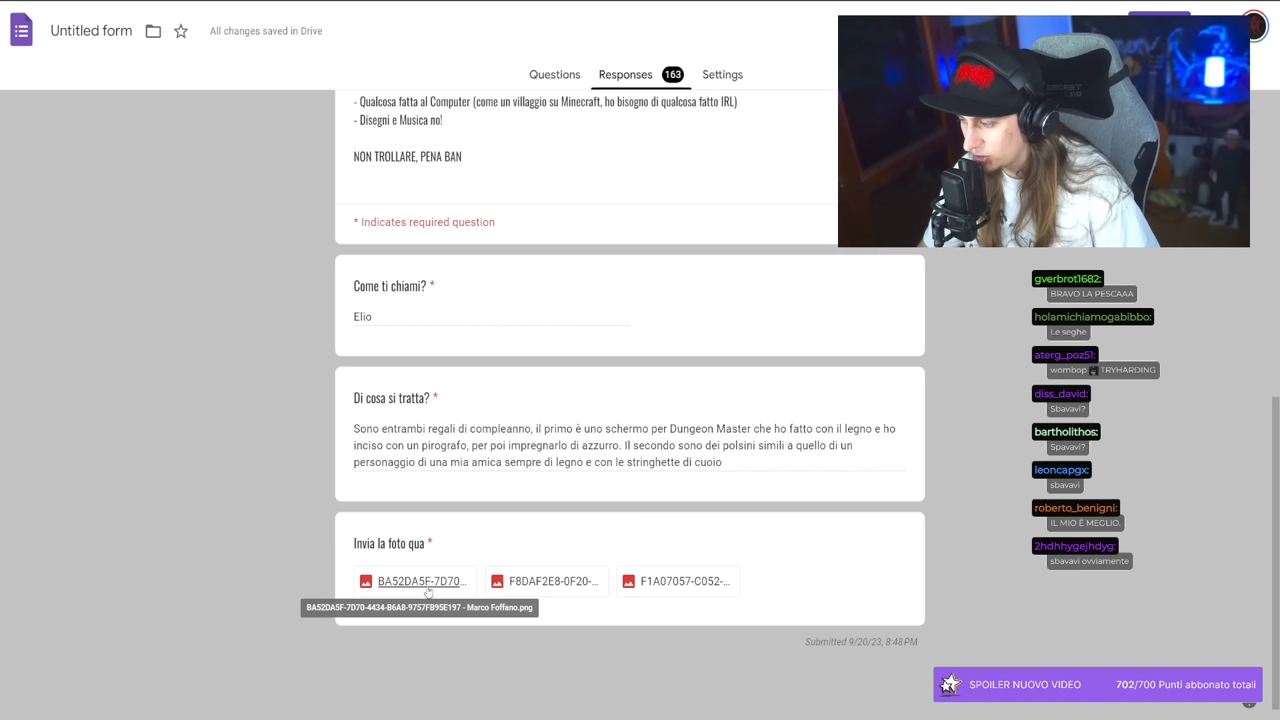 Untitled form
All changes saved in Drive
Questions
Responses 163
Settings
- Qualcosa fatta al Computer (come un villaggio su Minecraft, ho bisogno di qualcosa fatto IRL)
- Disegni e Musica no!
NON TROLLARE, PENA BAN
* Indicates required question
Come ti chiami? *
Elio
Di cosa si tratta? *
Sono entrambi regali di compleanno, il primo è uno schermo per Dungeon Master che ho fatto con il legno e ho
inciso con un pirografo, per poi impregnarlo di azzurro. Il secondo sono dei polsini simili a quello di un
personaggio di una mia amica sempre di legno e con le stringhette di cuoio
Invia la foto qua *
BA52DA5F-7D70...
F8DAF2E8-0F20-...
F1A07057-C052-...
BA52DA5F-7D70-4434-B6A8-9757FB95E197 - Marco Foffano.png
Submitted 9/20/23, 8:48 PM
gverbrot1682:
BRAVO LA PESCAAA
holamichiamogabibbo:
Le seghe
aterg_poz51:
wombop TRYHARDING
diss_david:
Sbavavi?
bartholithos:
Spavavi?
leoncapgx:
sbavavi
roberto_benigni:
IL MIO È MEGLIO.
2hdhhygejhdyg:
sbavavi ovviamente
SPOILER NUOVO VIDEO
702/700 Punti abbonato totali